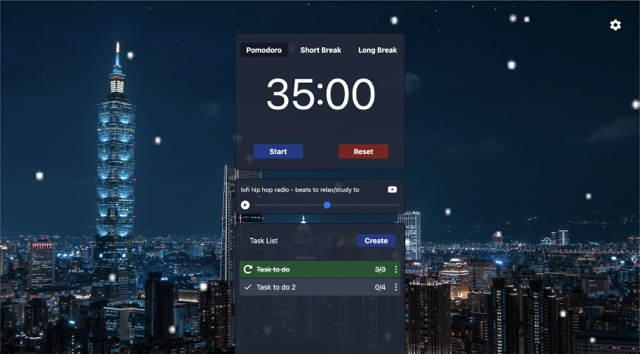 Pomodoro Short Break Long Break
35:00
Start Reset
lofi hip hop radio - beats to relax/study to
Task List Create
Task to do 3/3
Task to do 2 0/4